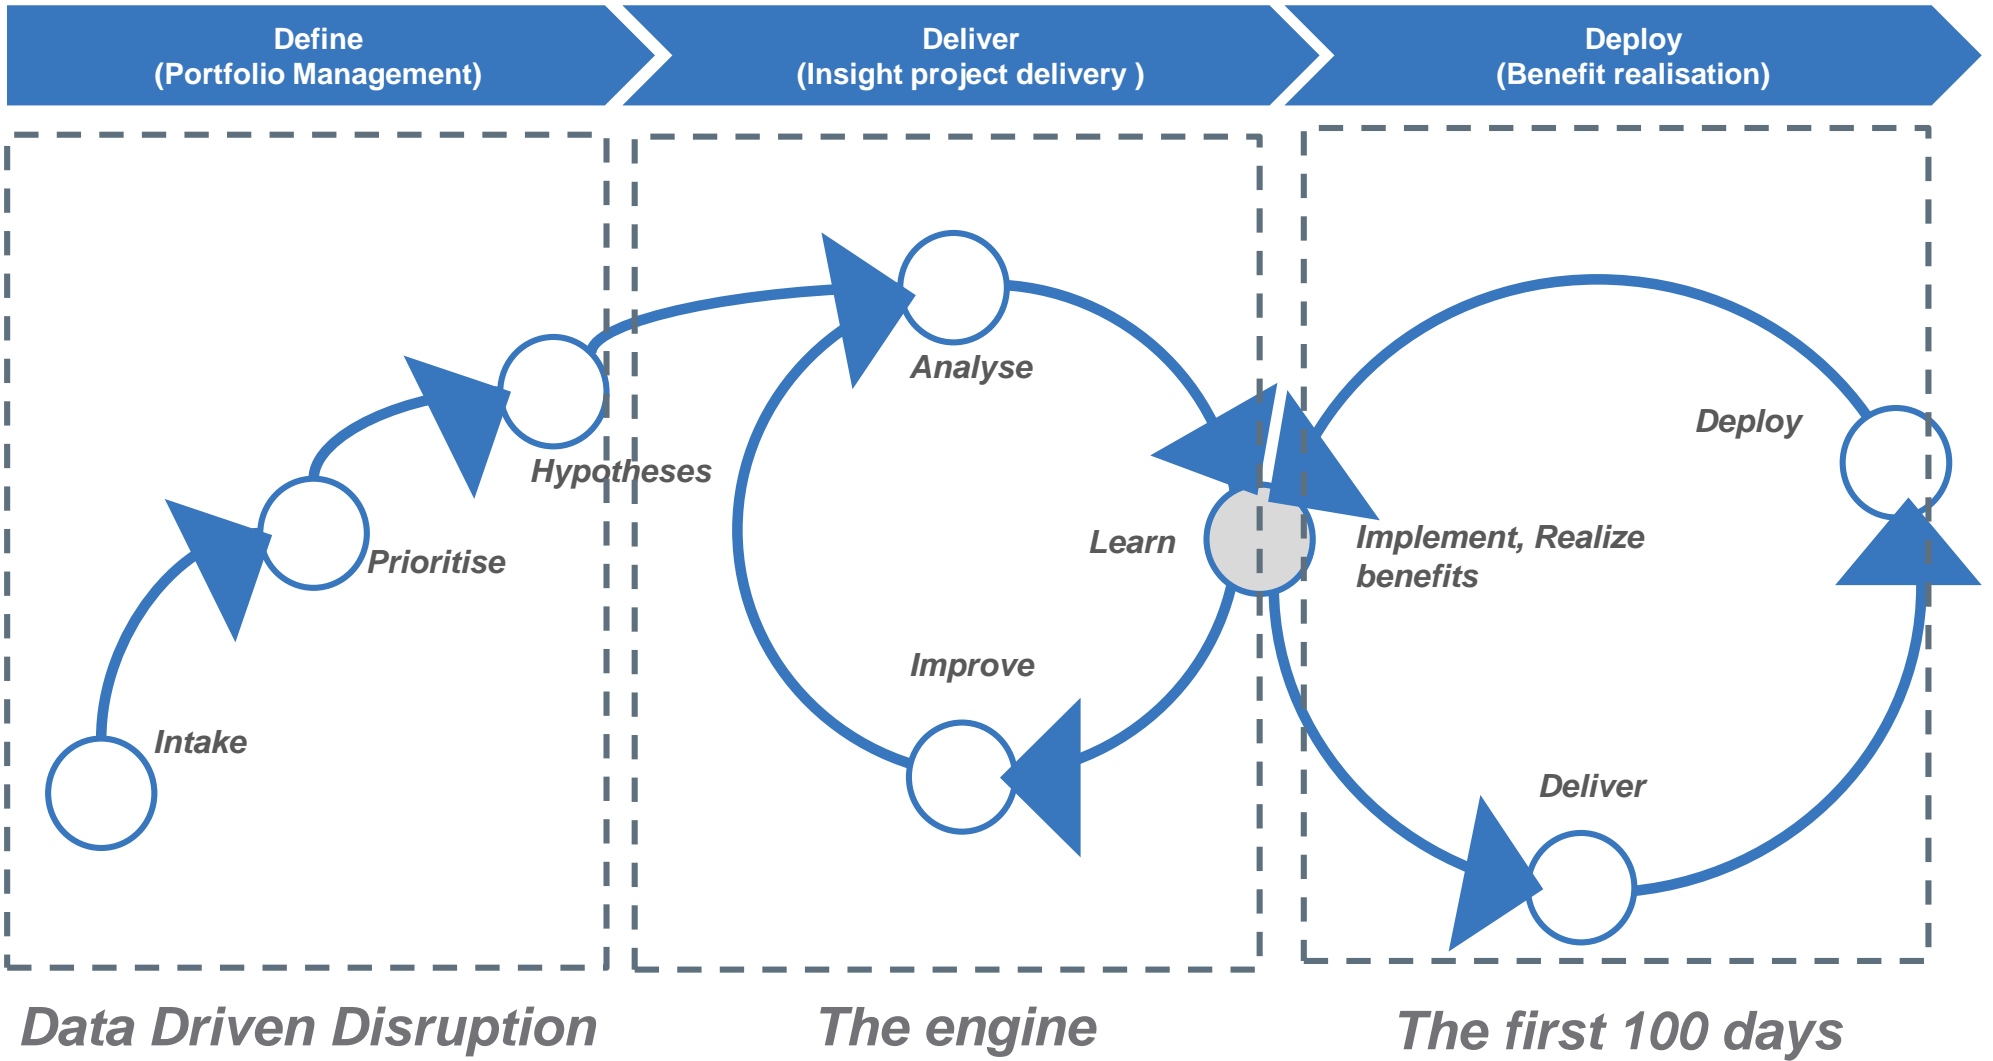 Define
(Portfolio Management)
Deliver
(Insight project delivery )
Deploy
(Benefit realisation)
Analyse
Deploy
Hypotheses
Learn
Implement, Realize
benefits
Prioritise
Improve
Intake
Deliver
Data Driven Disruption
The engine
The first 100 days